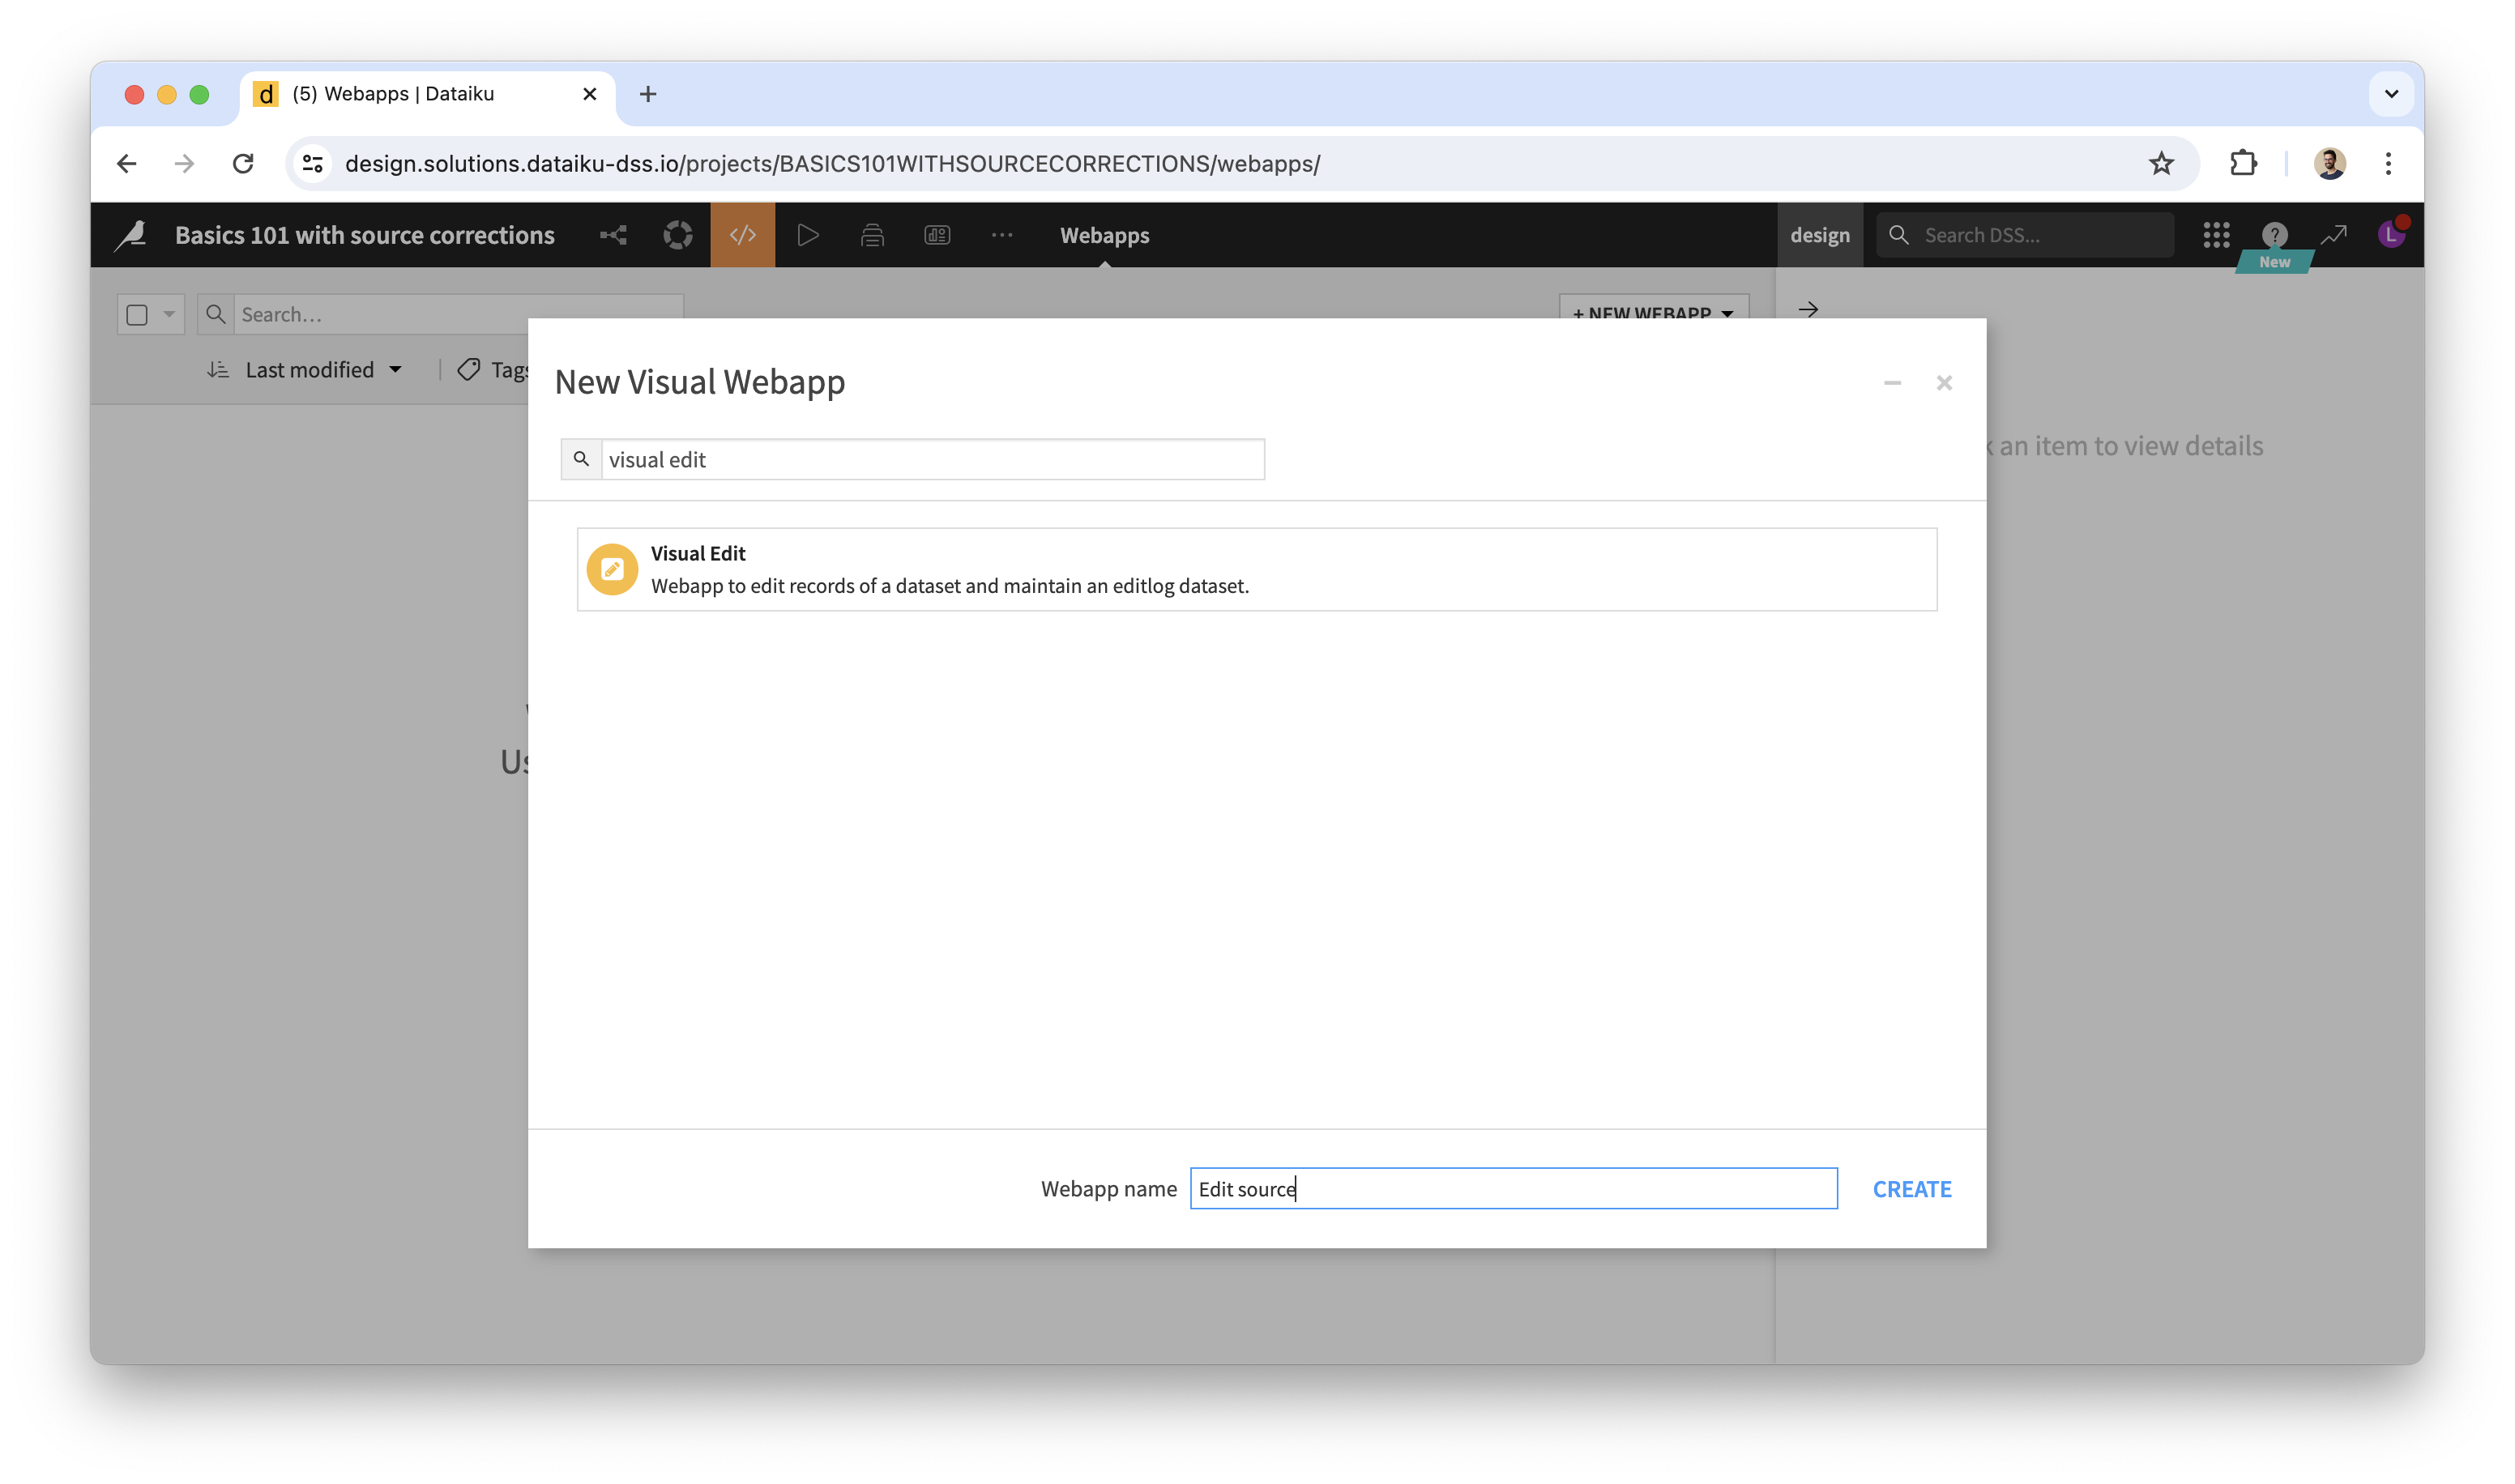 d (5) Webapps | Dataiku
design.solutions.dataiku-dss.io/projects/BASICS101WITHSOURCECORRECTIONS/webapps/
Basics 101 with source corrections
Webapps
design
Search DSS...
L
New
Search…
+ NEW WEBAPP
Last modified
Tags
New Visual Webapp
an item to view details
visual edit
Visual Edit
Webapp to edit records of a dataset and maintain an editlog dataset.
Webapp name
Edit source
CREATE